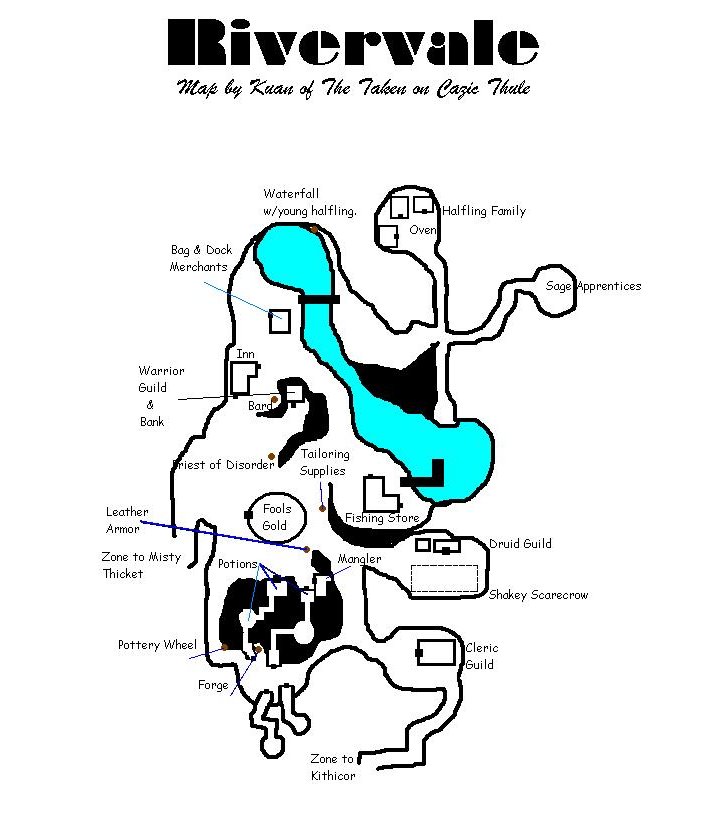 Rivervale
Map by Kuan of The Taken on Cazic Thule
Waterfall
w/young halfling.
Halfling Family
Oven
Bag & Dock
Merchants
Sage Apprentices
Inn
Warrior
Guild
&
Bank
Bard
Priest of Disorder
Tailoring
Supplies
Leather
Armor
Fools
Gold
Fishing Store
Zone to Misty
Thicket
Potions
Mangler
Druid Guild
Shakey Scarecrow
Pottery Wheel
Cleric
Guild
Forge
Zone to
Kithicor